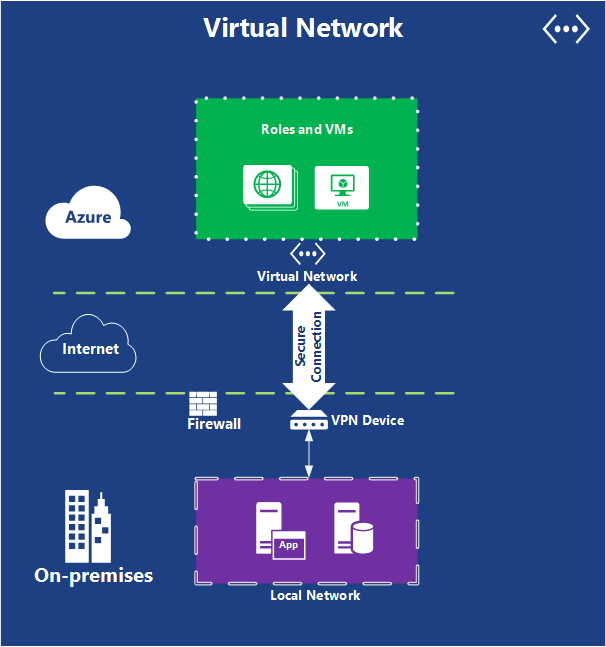 Virtual Network
Roles and VMs
VM
Azure
Virtual Network
Internet
Secure
Connection
Firewall
VPN Device
App
On-premises
Local Network